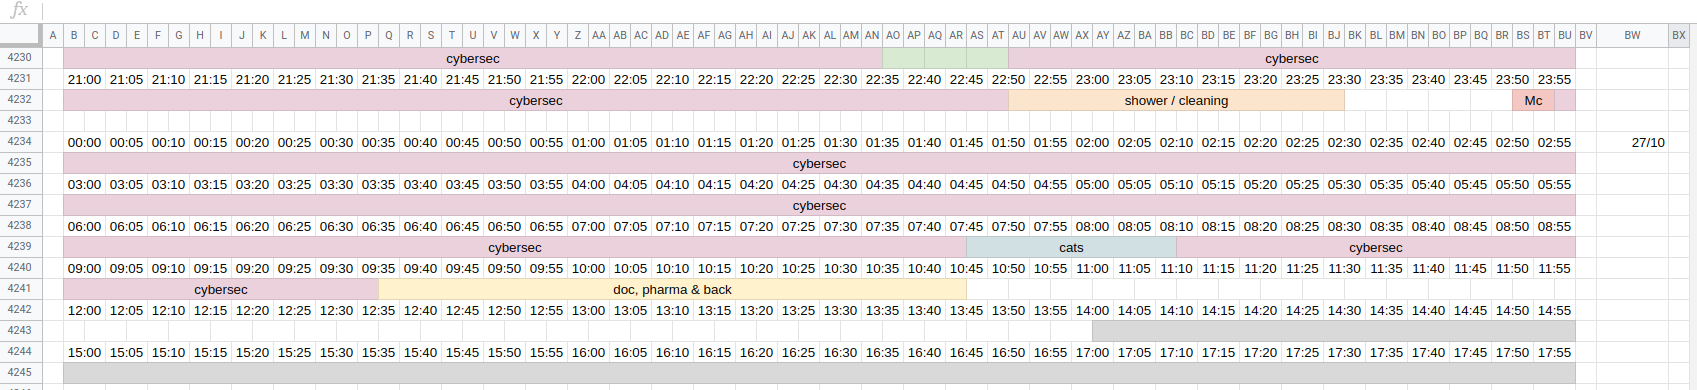 fx
A B C D E F G H I J K L M N O P Q R S T U V W X Y Z AA AB AC AD AE AF AG AH AI AJ AK AL AM AN AO AP AQ AR AS AT AU AV AW AX AY AZ BA BB BC BD BE BF BG BH BI BJ BK BL BM BN BO BP BQ BR BS BT BU BV BW BX
4230 cybersec cybersec
4231 21:00 21:05 21:10 21:15 21:20 21:25 21:30 21:35 21:40 21:45 21:50 21:55 22:00 22:05 22:10 22:15 22:20 22:25 22:30 22:35 22:40 22:45 22:50 22:55 23:00 23:05 23:10 23:15 23:20 23:25 23:30 23:35 23:40 23:45 23:50 23:55
4232 cybersec shower / cleaning Mc
4233
4234 00:00 00:05 00:10 00:15 00:20 00:25 00:30 00:35 00:40 00:45 00:50 00:55 01:00 01:05 01:10 01:15 01:20 01:25 01:30 01:35 01:40 01:45 01:50 01:55 02:00 02:05 02:10 02:15 02:20 02:25 02:30 02:35 02:40 02:45 02:50 02:55 27/10
4235 cybersec
4236 03:00 03:05 03:10 03:15 03:20 03:25 03:30 03:35 03:40 03:45 03:50 03:55 04:00 04:05 04:10 04:15 04:20 04:25 04:30 04:35 04:40 04:45 04:50 04:55 05:00 05:05 05:10 05:15 05:20 05:25 05:30 05:35 05:40 05:45 05:50 05:55
4237 cybersec
4238 06:00 06:05 06:10 06:15 06:20 06:25 06:30 06:35 06:40 06:45 06:50 06:55 07:00 07:05 07:10 07:15 07:20 07:25 07:30 07:35 07:40 07:45 07:50 07:55 08:00 08:05 08:10 08:15 08:20 08:25 08:30 08:35 08:40 08:45 08:50 08:55
4239 cybersec cats cybersec
4240 09:00 09:05 09:10 09:15 09:20 09:25 09:30 09:35 09:40 09:45 09:50 09:55 10:00 10:05 10:10 10:15 10:20 10:25 10:30 10:35 10:40 10:45 10:50 10:55 11:00 11:05 11:10 11:15 11:20 11:25 11:30 11:35 11:40 11:45 11:50 11:55
4241 cybersec doc, pharma & back
4242 12:00 12:05 12:10 12:15 12:20 12:25 12:30 12:35 12:40 12:45 12:50 12:55 13:00 13:05 13:10 13:15 13:20 13:25 13:30 13:35 13:40 13:45 13:50 13:55 14:00 14:05 14:10 14:15 14:20 14:25 14:30 14:35 14:40 14:45 14:50 14:55
4243
4244 15:00 15:05 15:10 15:15 15:20 15:25 15:30 15:35 15:40 15:45 15:50 15:55 16:00 16:05 16:10 16:15 16:20 16:25 16:30 16:35 16:40 16:45 16:50 16:55 17:00 17:05 17:10 17:15 17:20 17:25 17:30 17:35 17:40 17:45 17:50 17:55
4245